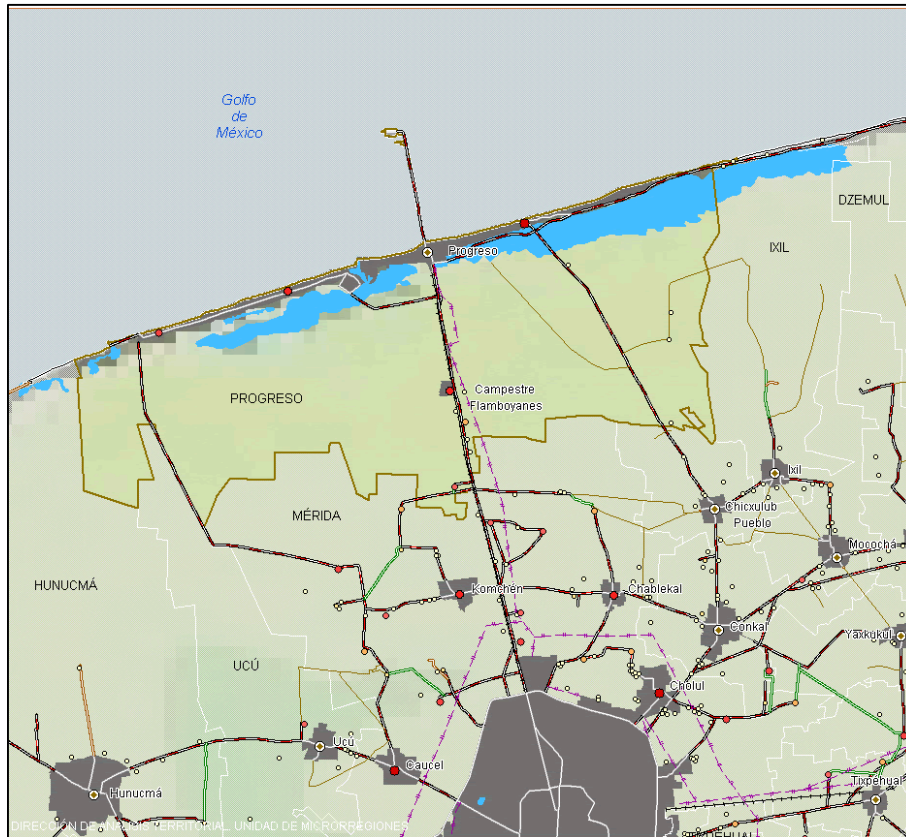 Golfo
de
México
DZEMUL
IXIL
Progreso
Campestre
Flamboyanes
PROGRESO
Ixil
Chicxulub
Pueblo
MÉRIDA
Mocochá
HUNUCMÁ
Komchén
Chablekal
Conkal
Yaxkukul
UCÚ
Cholul
Ucú
Caucel
Tixpehual
Hunucmá
DIRECCIÓN DE ANÁLISIS TERRITORIAL. UNIDAD DE MICRORREGIONES